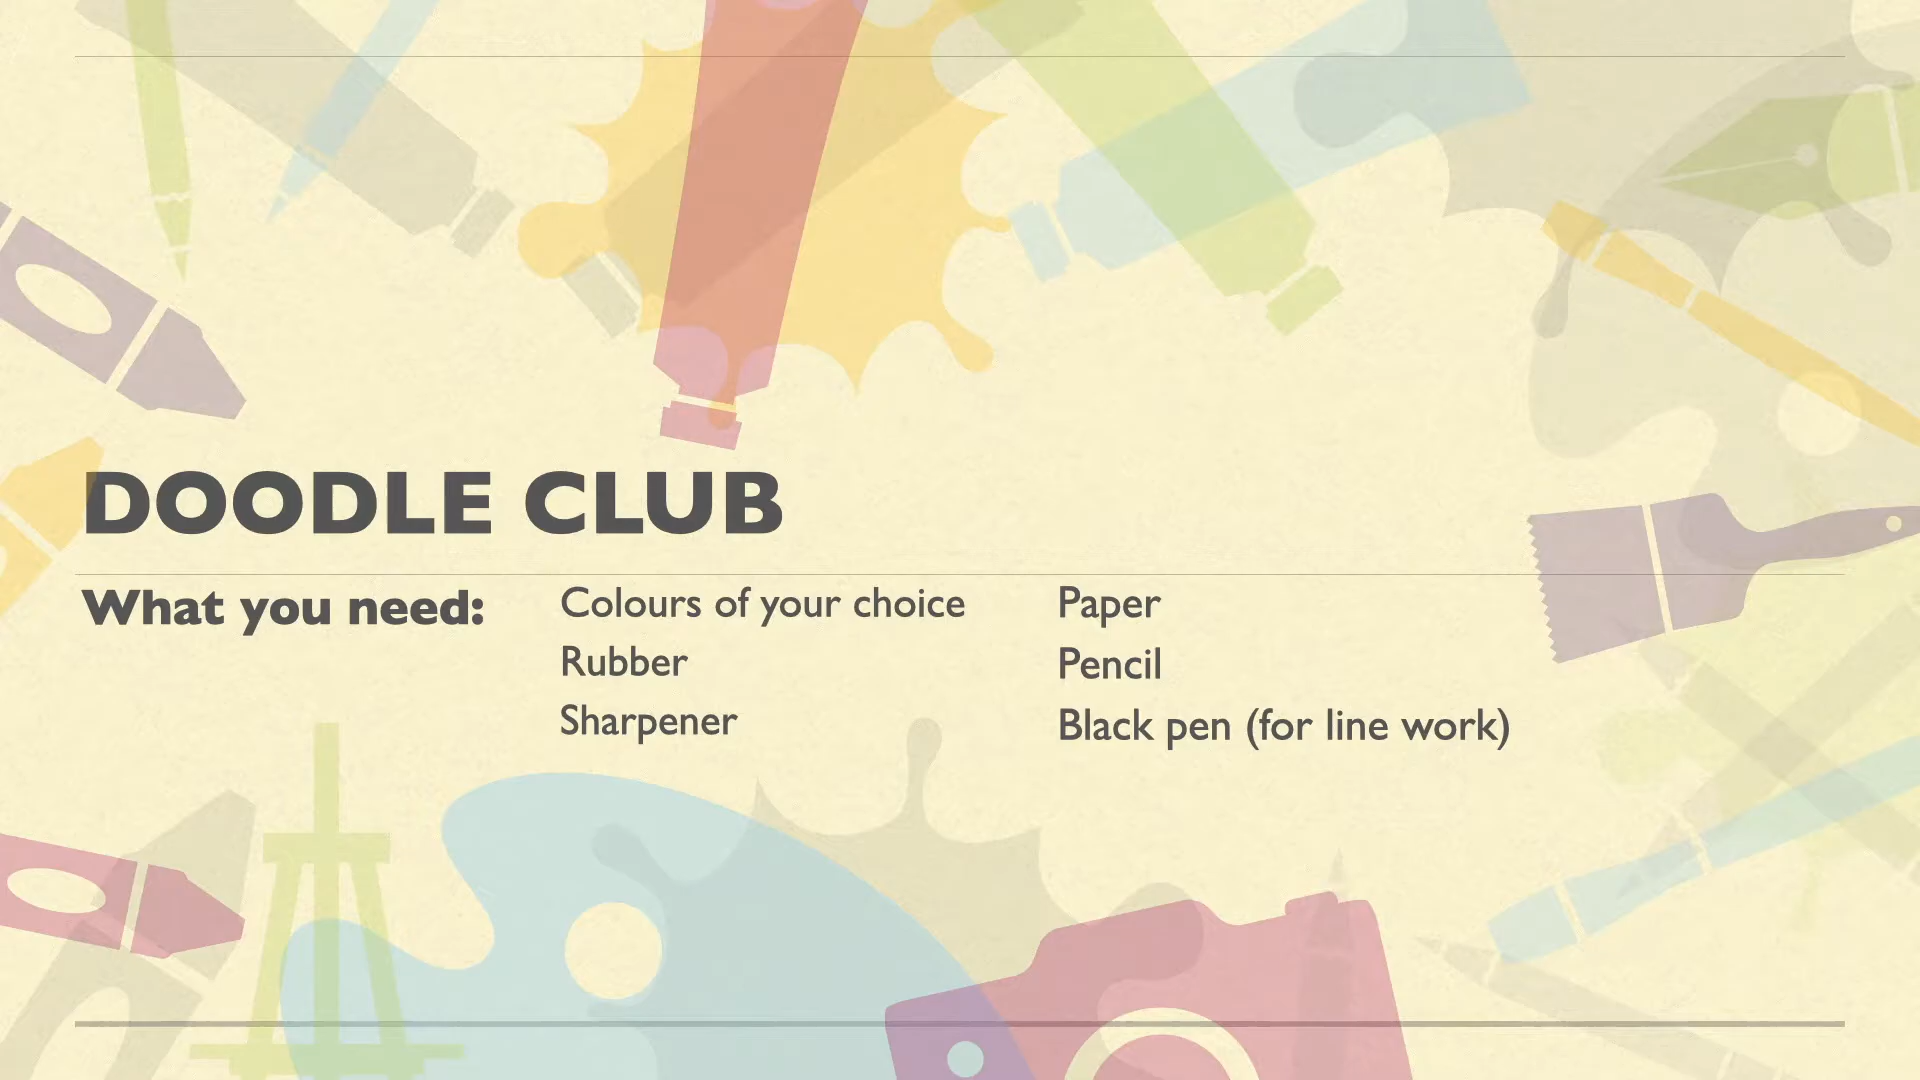 DOODLE CLUB
What you need:
Colours of your choice
Rubber
Sharpener
Paper
Pencil
Black pen (for line work)